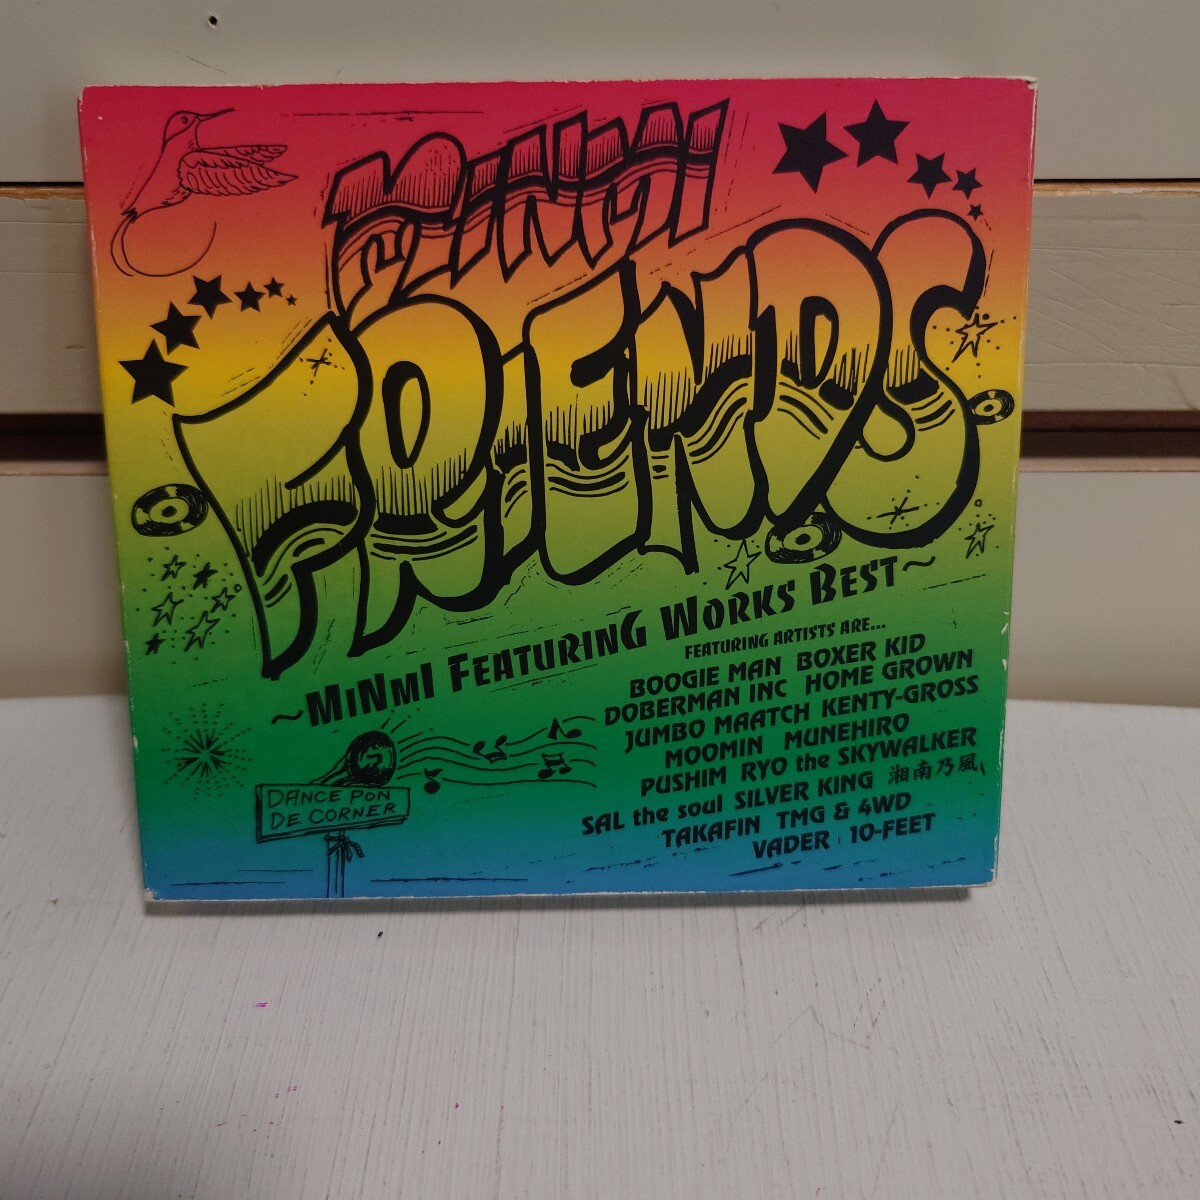 MINMI
FRIENDS
~MINMI FEATURING WORKS BEST~
FEATURING ARTISTS ARE...
BOOGIE MAN BOXER KID
DOBERMAN INC HOME GROWN
JUMBO MAATCH KENTY-GROSS
MOOMIN MUNEHIRO
PUSHIM RYO the SKYWALKER
SAL the soul SILVER KING 湘南乃風
TAKAFIN TMG & 4WD
VADER 10-FEET
DANCE PON
DE CORNER